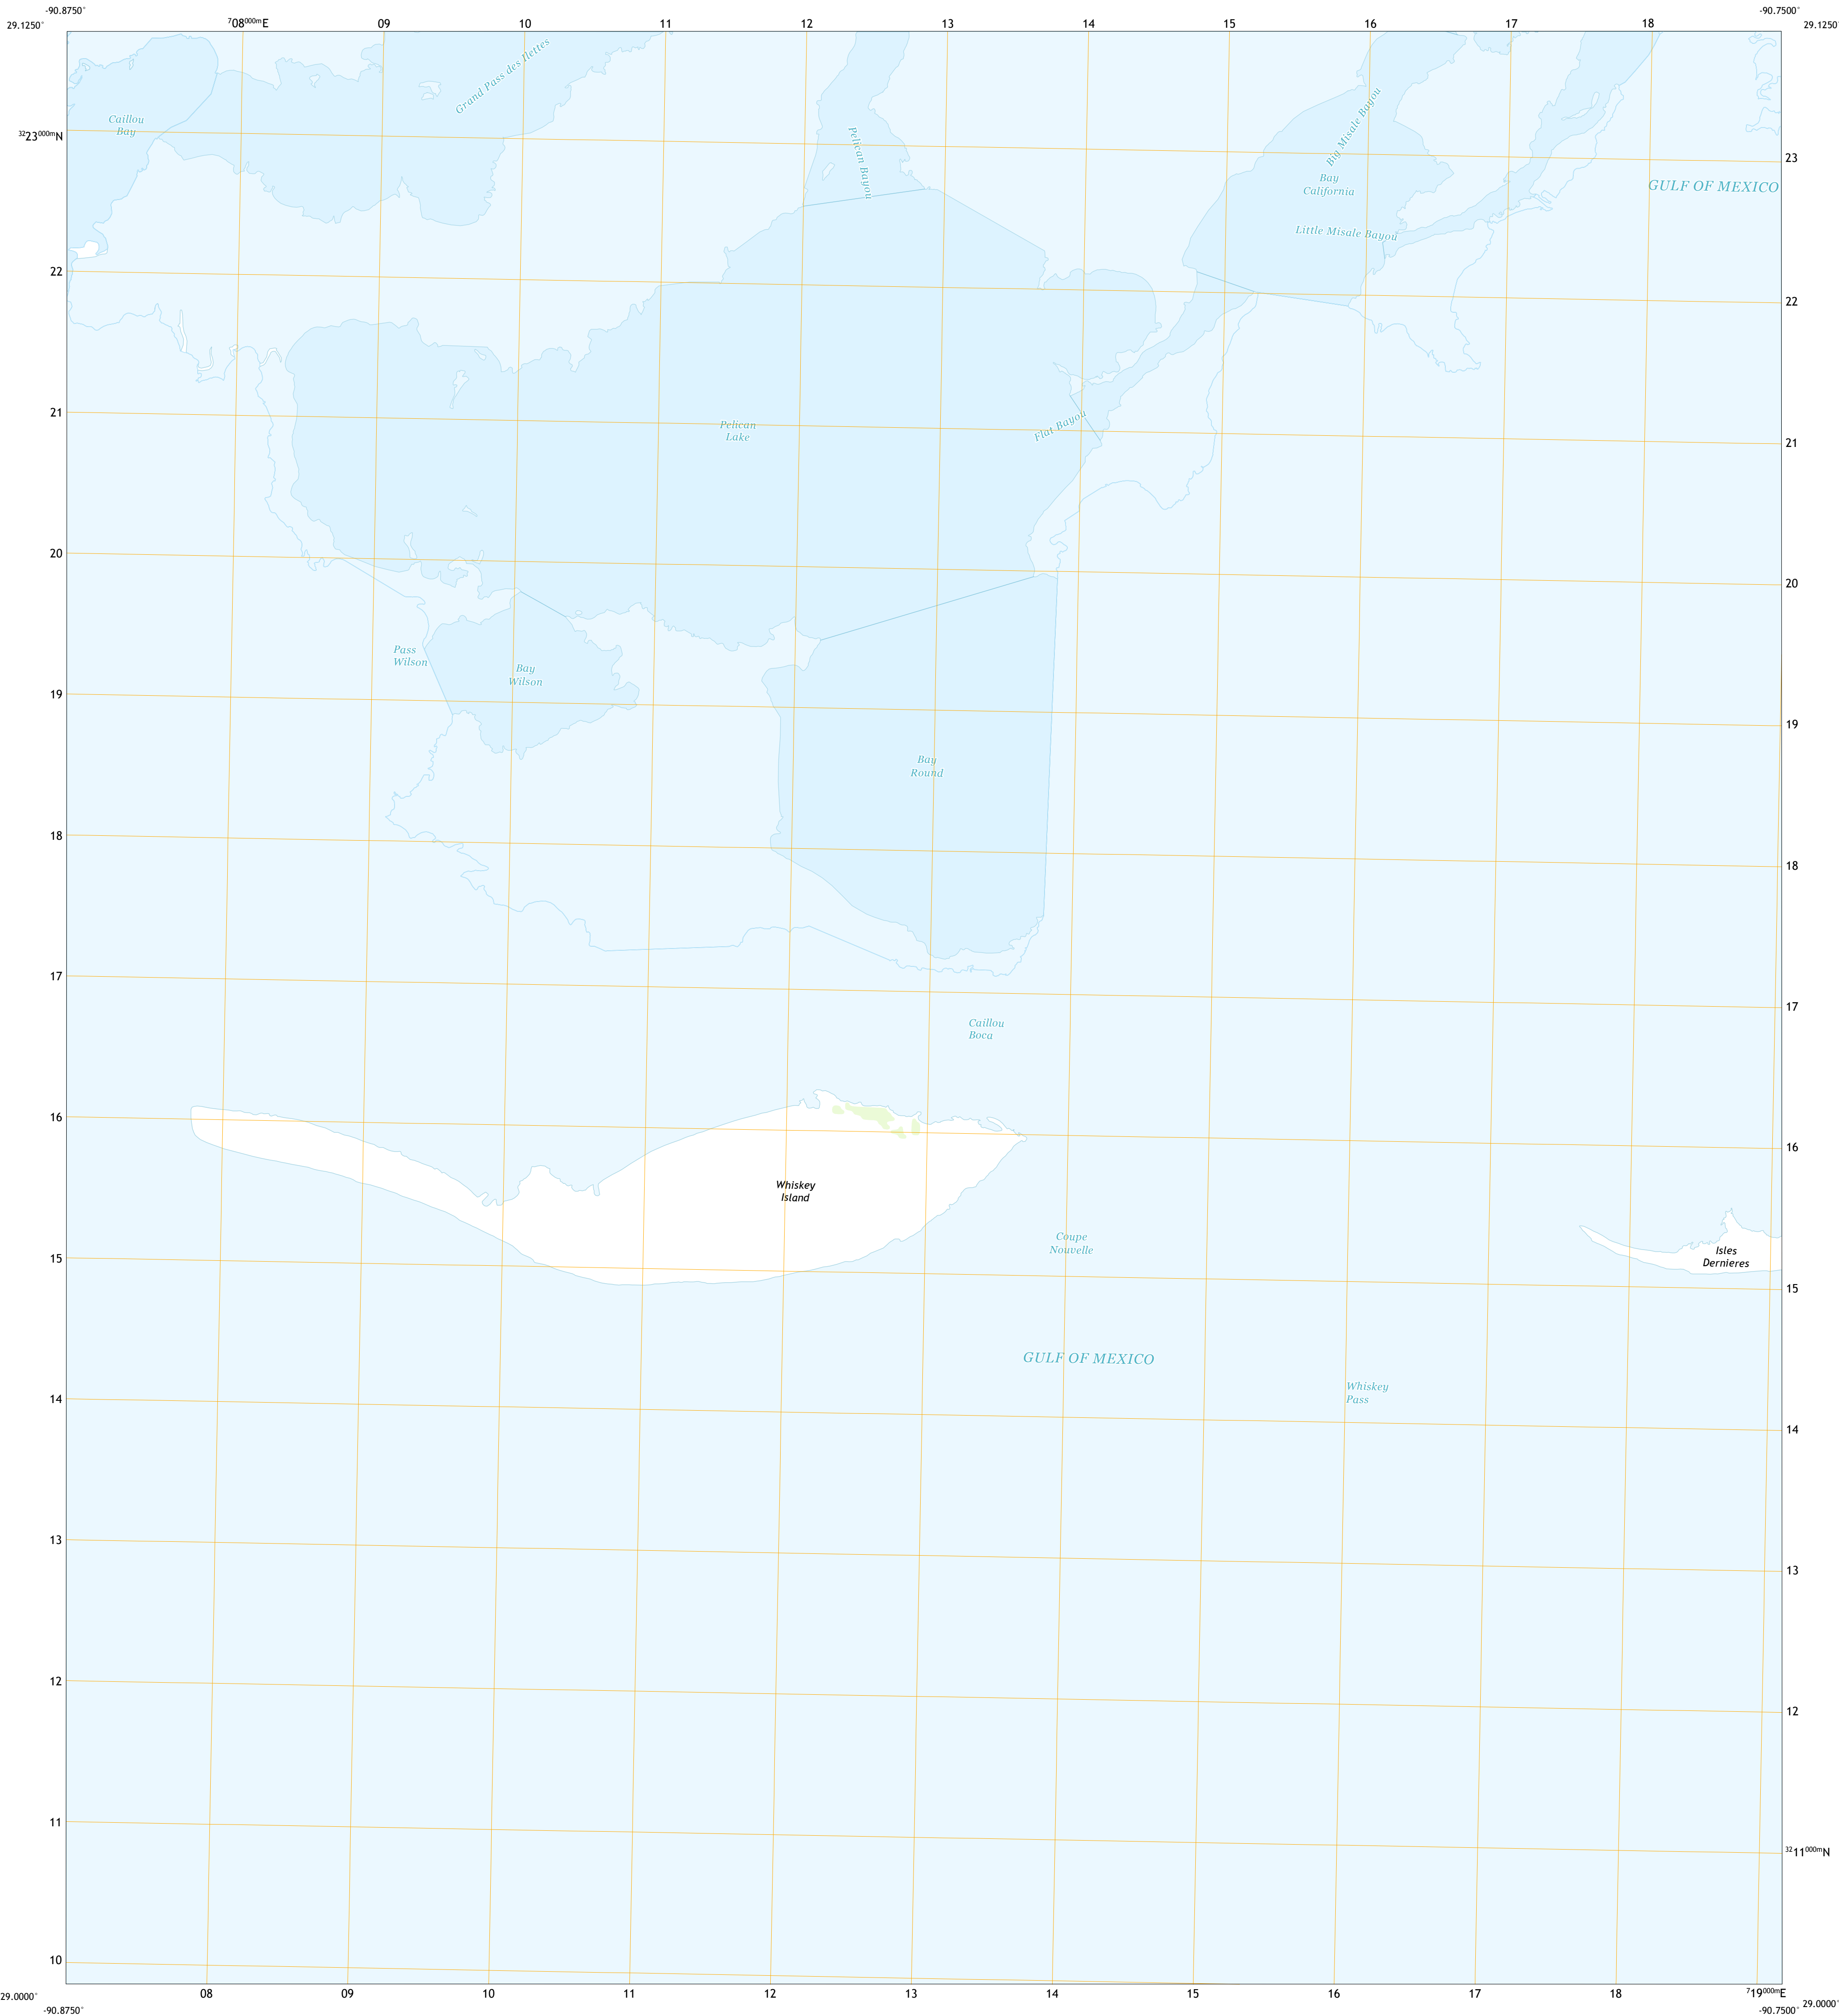 -90.8750°
-90.7500°
29.1250°
708000mE
09
10
11
12
13
14
15
16
17
18
29.1250°
Grand Pass des Ilettes
Caillou
Bay
3223000mN
Pelican Bayou
Big Misale Bayou
23
Bay
California
GULF OF MEXICO
Little Misale Bayou
22
22
21
Pelican
Lake
Flat Bayou
21
20
20
Pass
Wilson
Bay
Wilson
19
19
Bay
Round
18
18
17
17
Caillou
Boca
16
16
Whiskey
Island
Coupe
Nouvelle
15
Isles
Dernieres
15
GULF OF MEXICO
Whiskey
Pass
14
14
13
13
12
12
11
3211000mN
10
29.0000°
08
09
10
11
12
13
14
15
16
17
18
719000mE
29.0000°
-90.8750°
-90.7500°